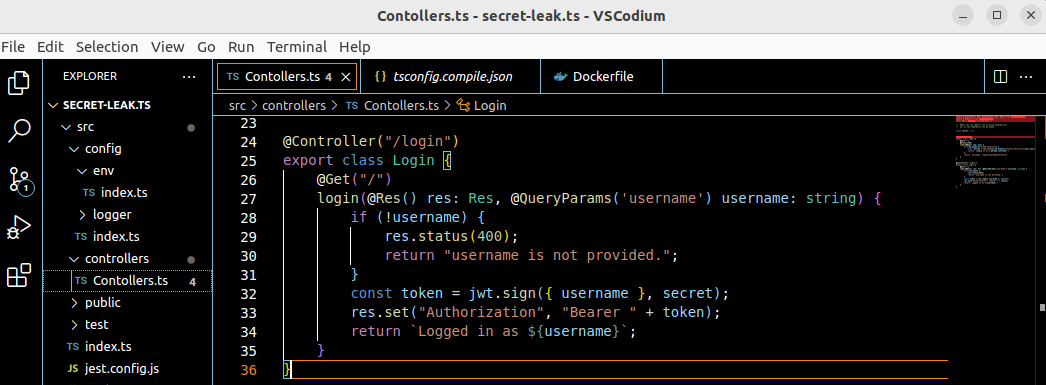 Contollers.ts - secret-leak.ts - VSCodium
File Edit Selection View Go Run Terminal Help
EXPLORER ...
SECRET-LEAK.TS
src
config
env
TS index.ts
logger
TS index.ts
controllers
TS Contollers.ts 4
public
test
TS index.ts
JS jest.config.js
1
TS Contollers.ts 4
{ } tsconfig.compile.json
Dockerfile
...
src > controllers > TS Contollers.ts > Login
23
24 @Controller("/login")
25 export class Login {
26 @Get("/")
27 login(@Res() res: Res, @QueryParams('username') username: string) {
28 if (!username) {
29 res.status(400);
30 return "username is not provided.";
31 }
32 const token = jwt.sign({ username }, secret);
33 res.set("Authorization", "Bearer " + token);
34 return `Logged in as ${username}`;
35 }
36 }